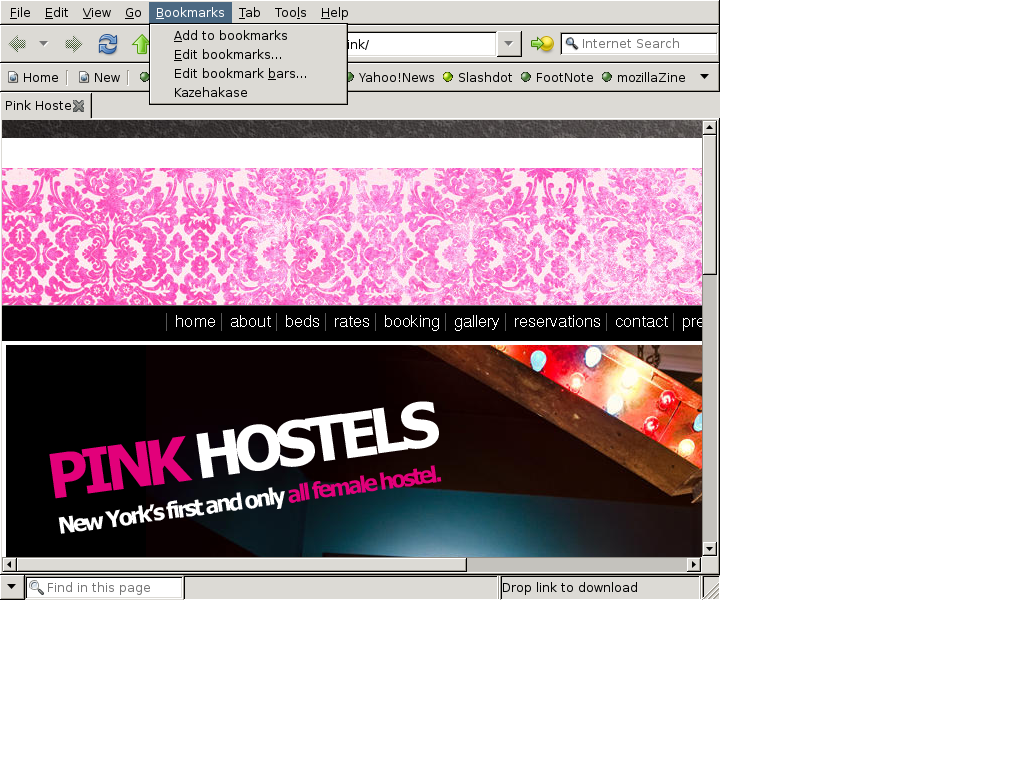 File Edit View Go Bookmarks Tab Tools Help
Add to bookmarks
Edit bookmarks...
Edit bookmark bars...
Kazehakase
ink/
Internet Search
Home New Yahoo!News Slashdot FootNote mozillaZine
Pink Hoste
home about beds rates booking gallery reservations contact pre
PINK HOSTELS
New York's first and only all female hostel.
Find in this page
Drop link to download